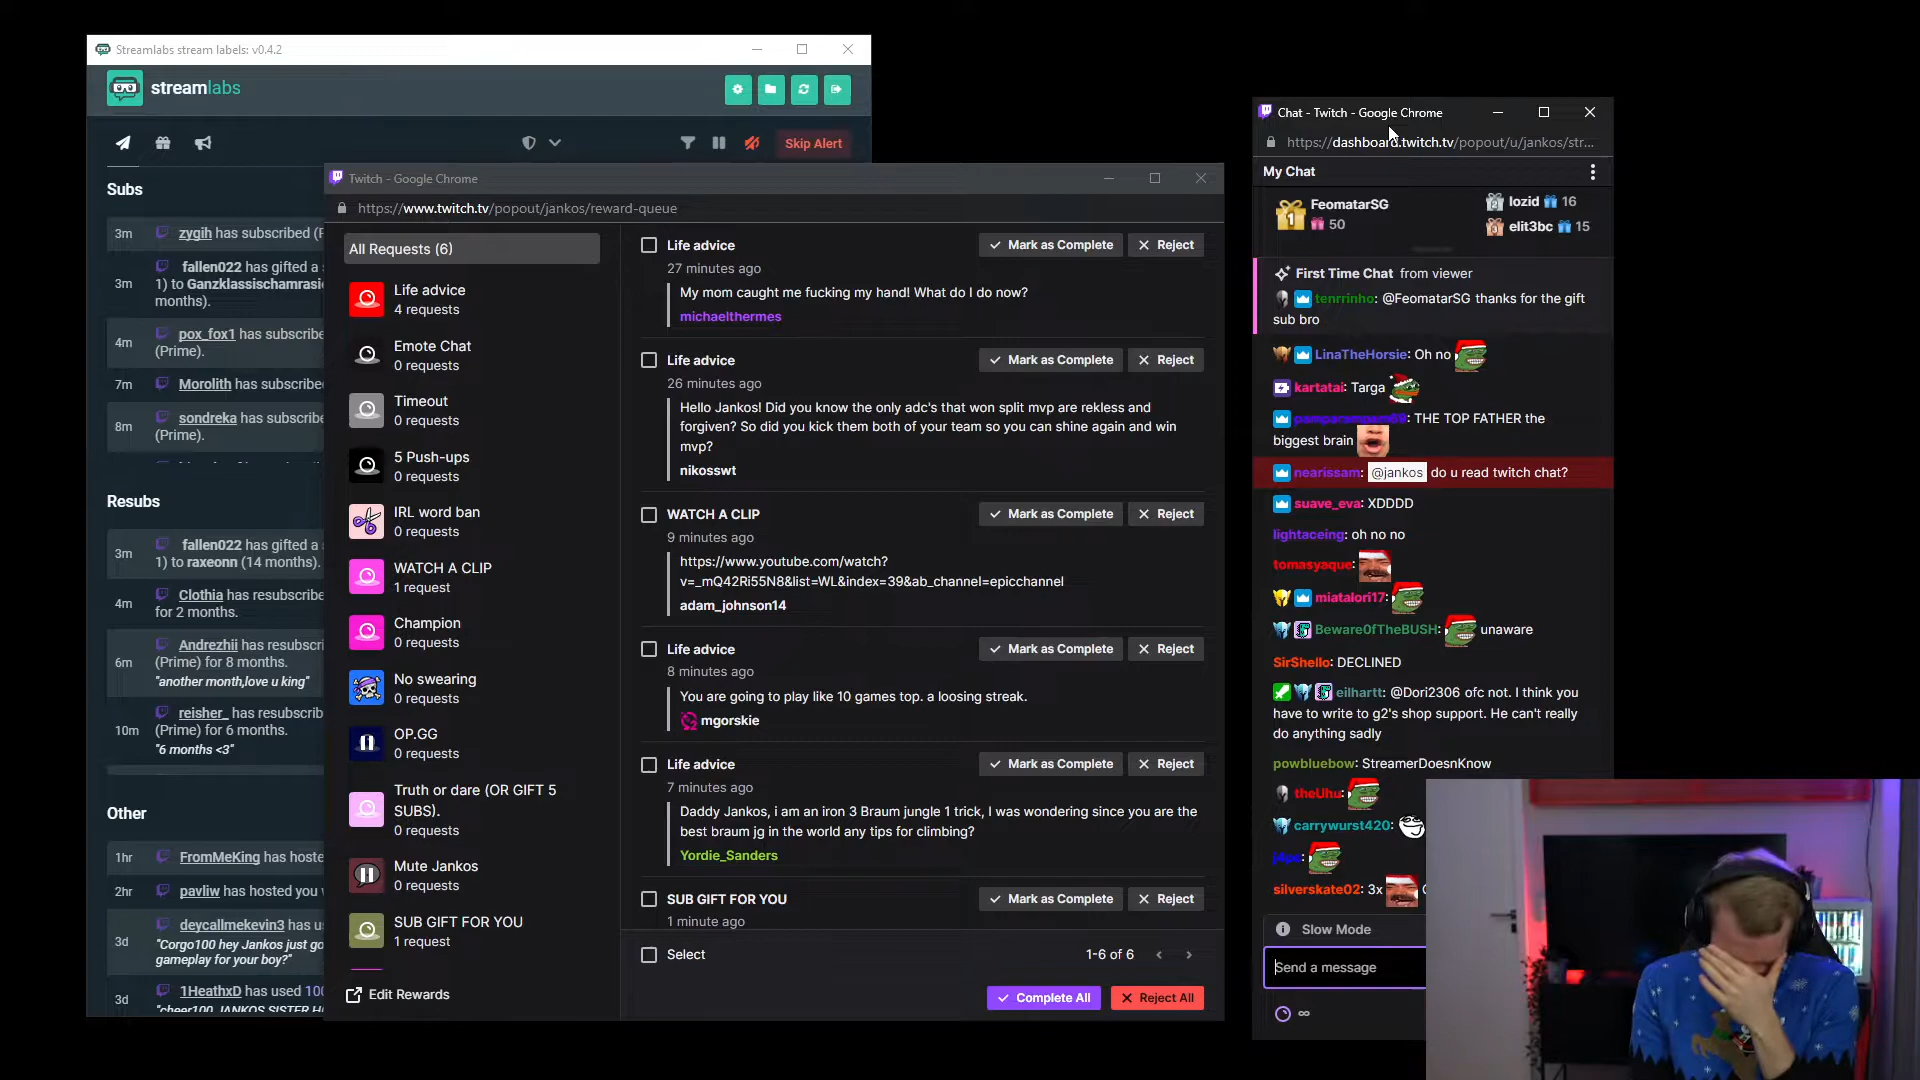 Streamlabs stream labels: v0.4.2
streamlabs
Skip Alert
Subs
3m zygih has subscribed (P
3m fallen022 has gifted a
1) to Ganzklassischamrasi
months).
4m pox_fox1 has subscribed
(Prime).
7m Morolith has subscribed
8m sondreka has subscribe
(Prime).
Resubs
3m fallen022 has gifted a
1) to raxeonn (14 months).
4m Clothia has resubscribe
for 2 months.
6m Andrezhii has resubscri
(Prime) for 8 months.
"another month,love u king"
10m reisher_ has resubscrib
(Prime) for 6 months.
"6 months <3"
Other
1hr FromMeKing has hoste
2hr pavliw has hosted you
3d deycallmekevin3 has us
"Corgo100 hey Jankos just go
gameplay for your boy?"
3d 1HeathxD has used 100
"cheer100 JANKOS SISTER H
Twitch - Google Chrome
https://www.twitch.tv/popout/jankos/reward-queue
All Requests (6)
Life advice
4 requests
Emote Chat
0 requests
Timeout
0 requests
5 Push-ups
0 requests
IRL word ban
0 requests
WATCH A CLIP
1 request
Champion
0 requests
No swearing
0 requests
OP.GG
0 requests
Truth or dare (OR GIFT 5
SUBS).
0 requests
Mute Jankos
0 requests
SUB GIFT FOR YOU
1 request
Edit Rewards
Life advice Mark as Complete Reject
27 minutes ago
My mom caught me fucking my hand! What do I do now?
michaelthermes
Life advice Mark as Complete Reject
26 minutes ago
Hello Jankos! Did you know the only adc's that won split mvp are rekless and
forgiven? So did you kick them both of your team so you can shine again and win
mvp?
nikosswt
WATCH A CLIP Mark as Complete Reject
9 minutes ago
https://www.youtube.com/watch?
v=_mQ42Ri55N8&list=WL&index=39&ab_channel=epicchannel
adam_johnson14
Life advice Mark as Complete Reject
8 minutes ago
You are going to play like 10 games top. a loosing streak.
mgorskie
Life advice Mark as Complete Reject
7 minutes ago
Daddy Jankos, i am an iron 3 Braum jungle 1 trick, I was wondering since you are the
best braum jg in the world any tips for climbing?
Yordie_Sanders
SUB GIFT FOR YOU Mark as Complete Reject
1 minute ago
Select 1-6 of 6
Complete All Reject All
Chat - Twitch - Google Chrome
https://dashboard.twitch.tv/popout/u/jankos/str...
My Chat
1 FeomatarSG 50
2 lozid 16
3 elit3bc 15
First Time Chat from viewer
tenrrinho: @FeomatarSG thanks for the gift
sub bro
LinaTheHorsie: Oh no
kartatai: Targa
THE TOP FATHER the
biggest brain
nearissam: @jankos do u read twitch chat?
suave_eva: XDDDD
lightaceing: oh no no
tomasyaque:
miatalori17:
Beware0fTheBUSH: unaware
SirShello: DECLINED
eilhartt: @Dori2306 ofc not. I think you
have to write to g2's shop support. He can't really
do anything sadly
powbluebow: StreamerDoesnKnow
theUhu:
carrywurst420:
silverskate02: 3x
Slow Mode
Send a message
∞